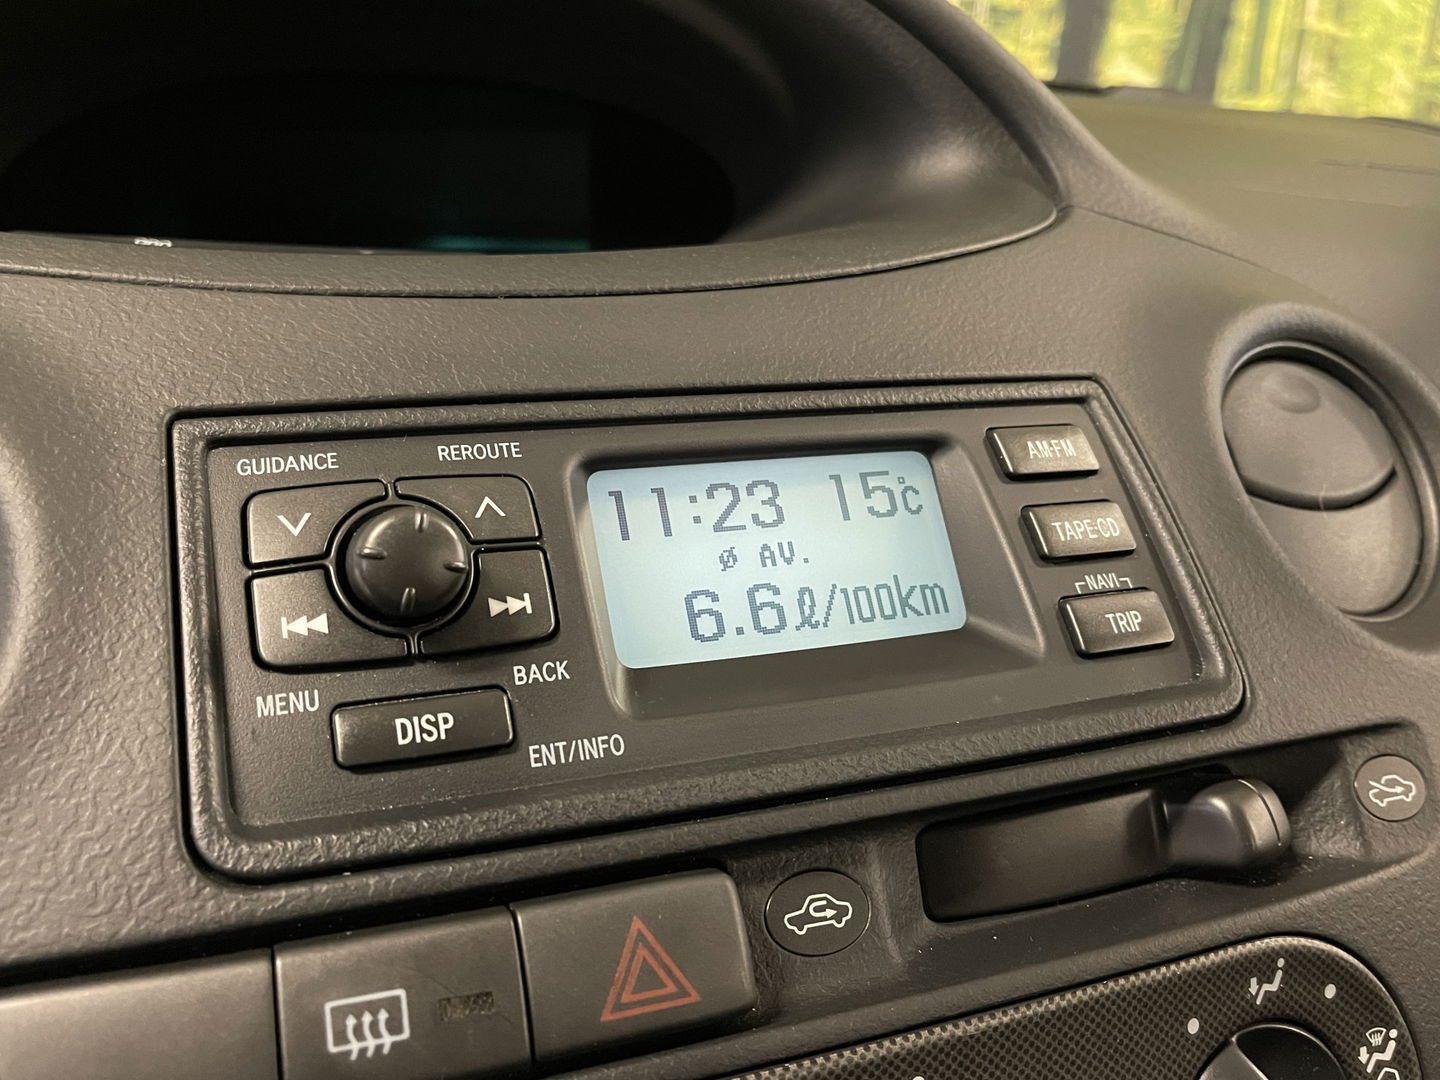 GUIDANCE
REROUTE
11:23 15°C
ø AV.
6.6ℓ/100km
AM·FM
TAPE·CD
NAVI
TRIP
MENU
BACK
DISP
ENT/INFO